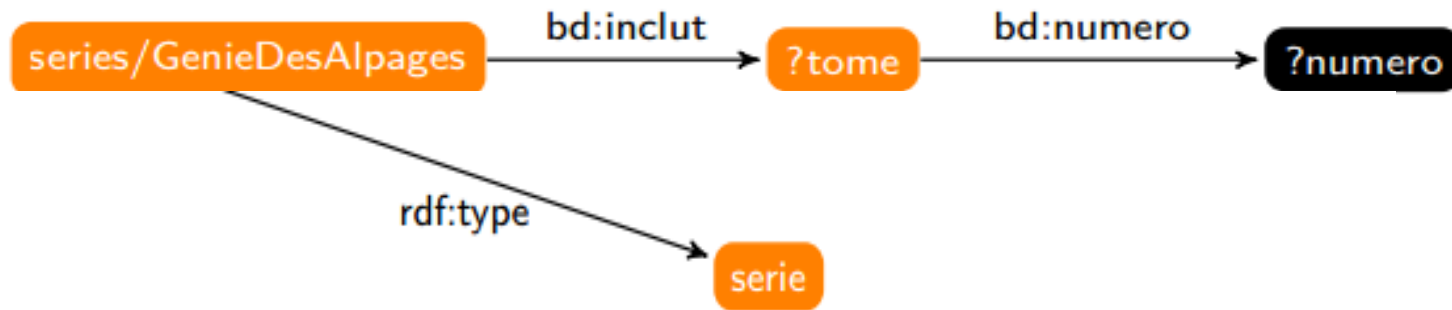 bd:inclut
bd:numero
series/GenieDesAlpages
?tome
?numero
rdf:type
serie